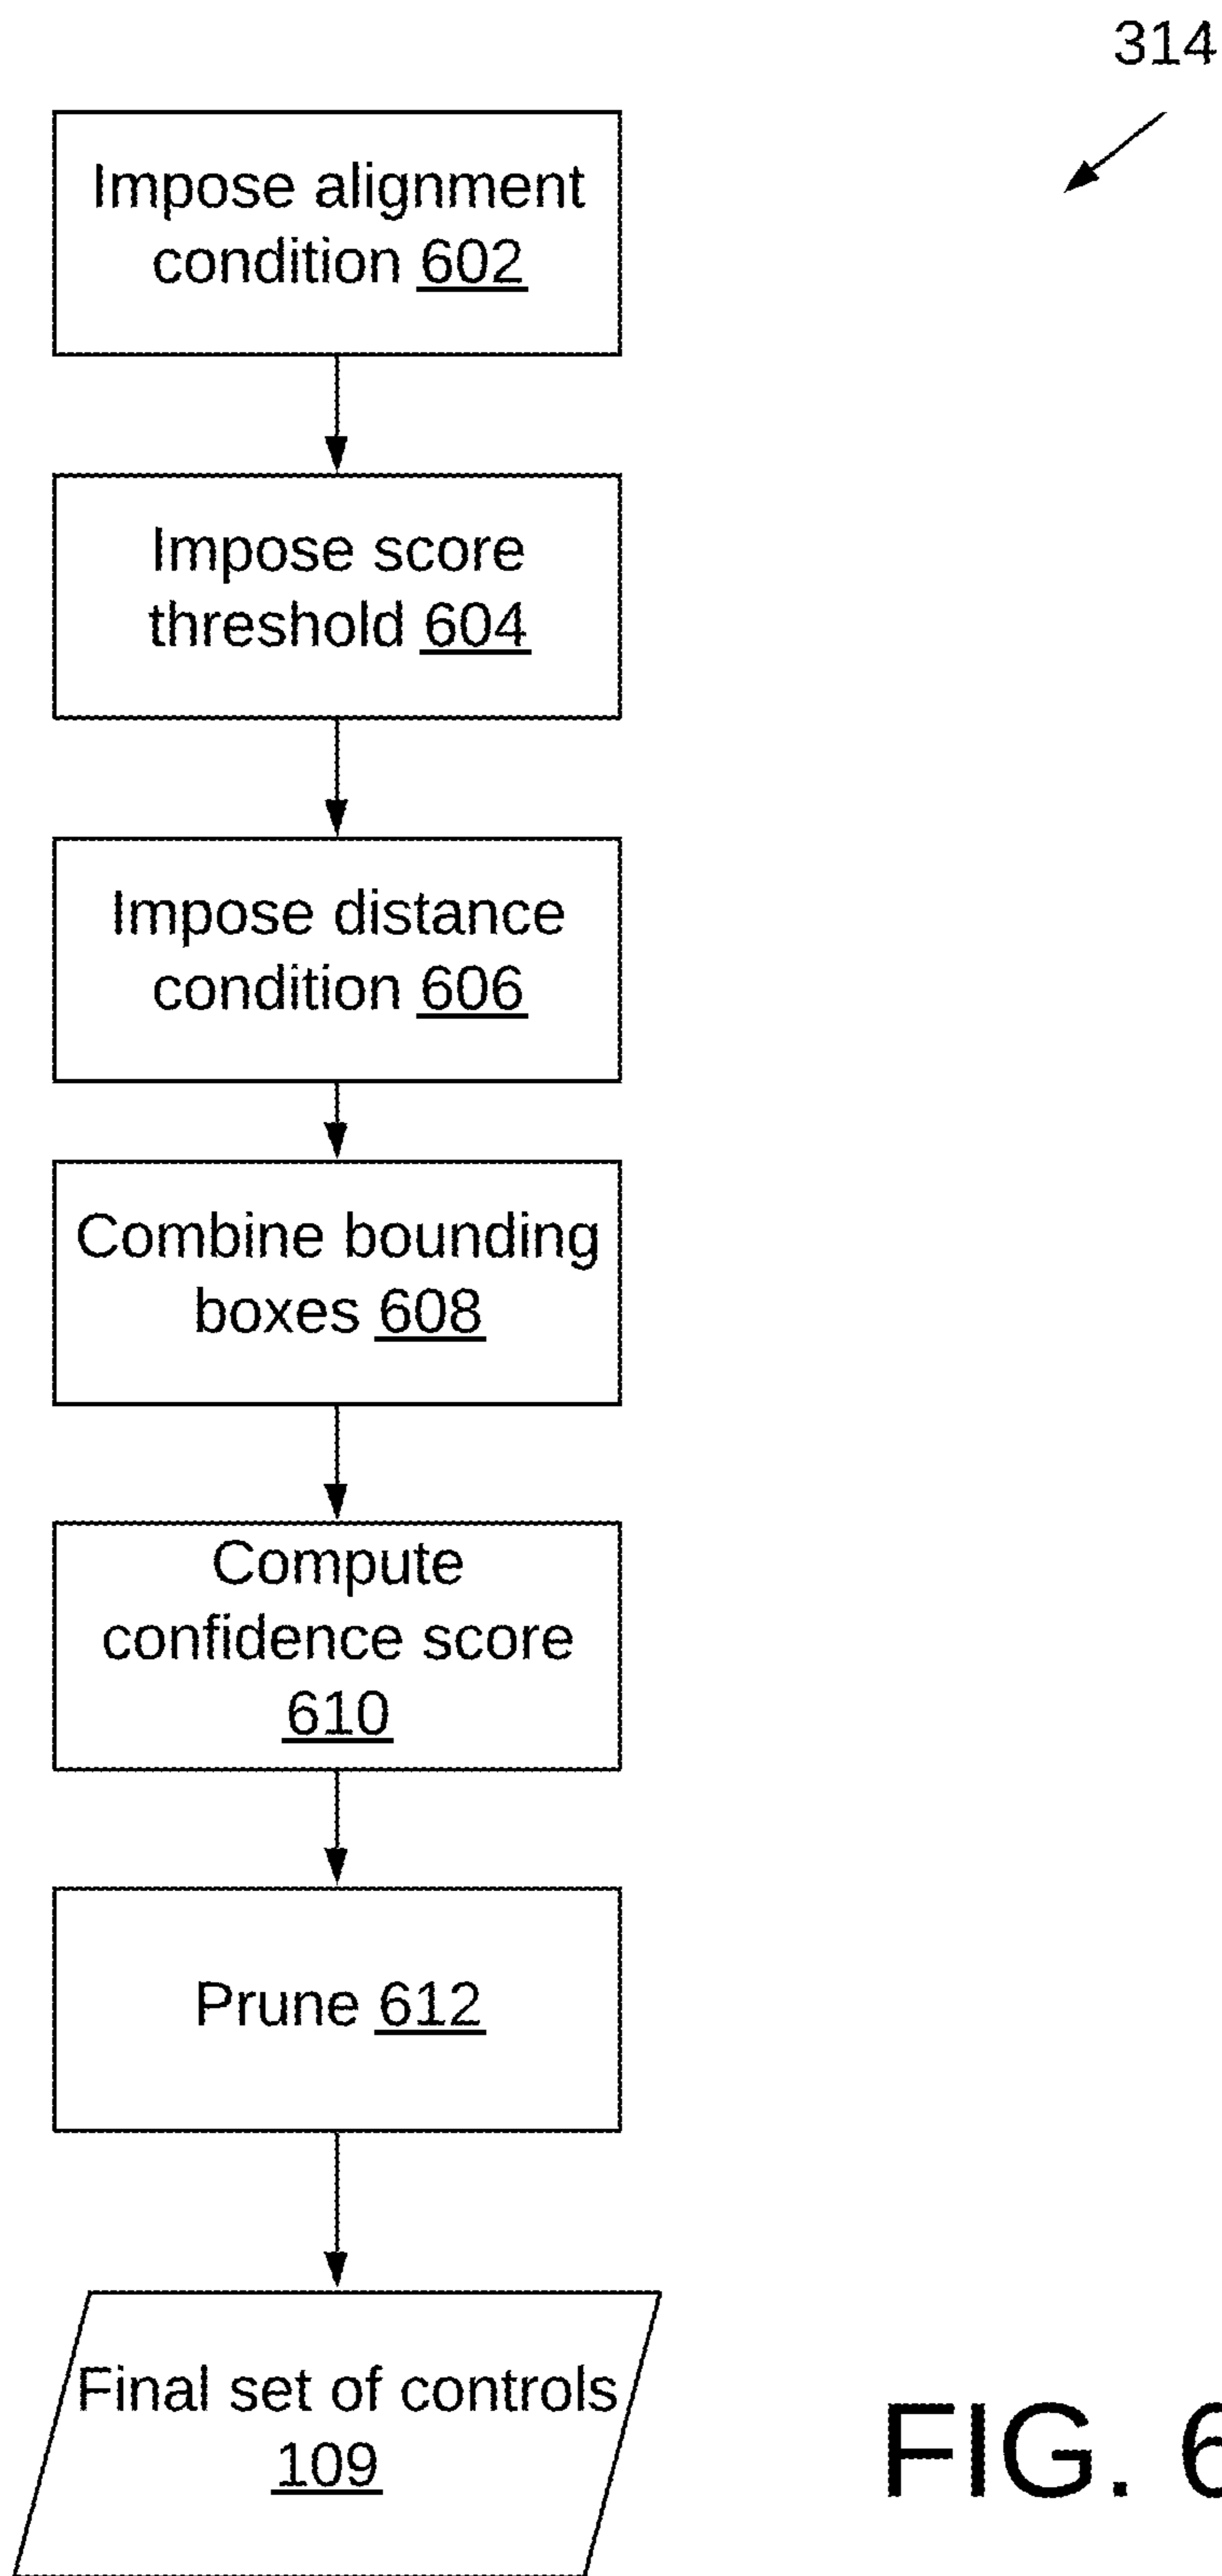 314
Impose alignment
condition 602
Impose score
threshold 604
Impose distance
condition 606
Combine bounding
boxes 608
Compute
confidence score
610
Prune 612
Final set of controls
109
FIG. 6